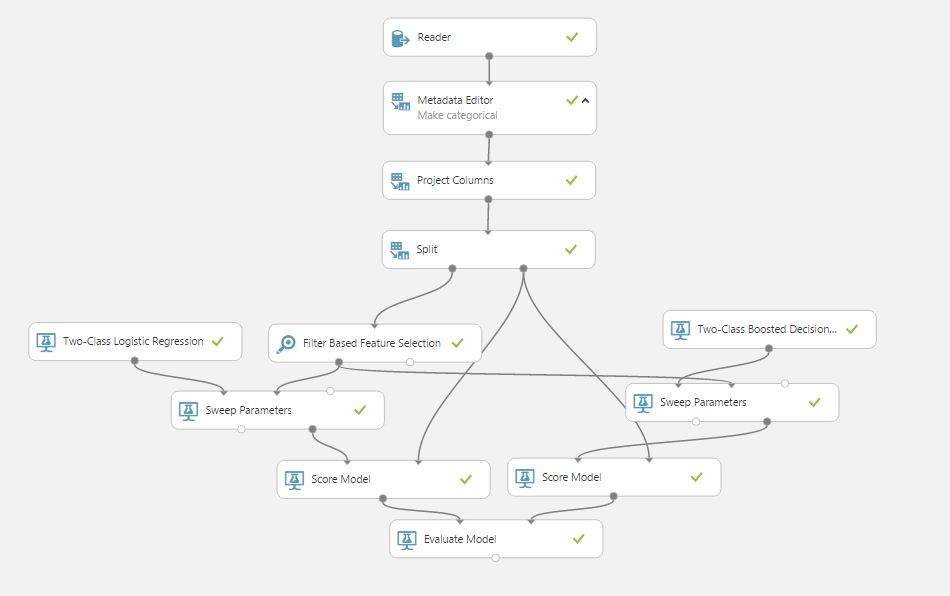 Reader
Metadata Editor
Make categorical
Project Columns
Split
Two-Class Logistic Regression
Filter Based Feature Selection
Two-Class Boosted Decision...
Sweep Parameters
Sweep Parameters
Score Model
Score Model
Evaluate Model